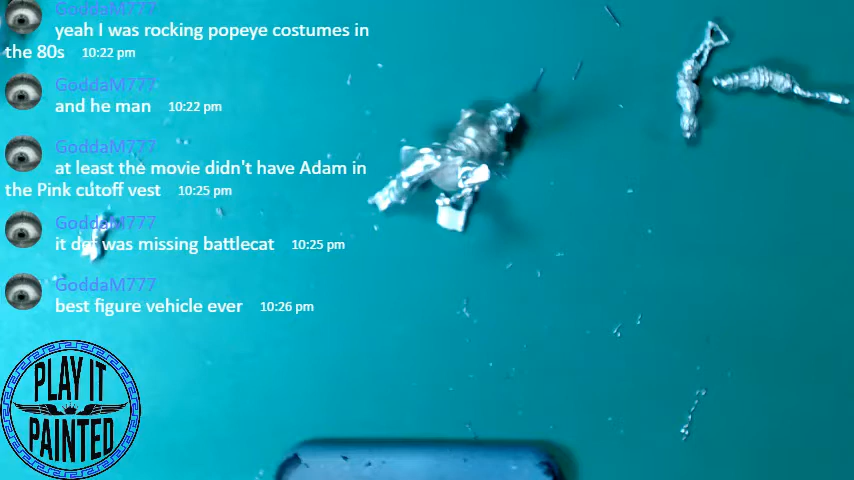 GoddaM777
yeah I was rocking popeye costumes in
the 80s 10:22 pm
GoddaM777
and he man 10:22 pm
GoddaM777
at least the movie didn't have Adam in
the Pink cutoff vest 10:25 pm
GoddaM777
it def was missing battlecat 10:25 pm
GoddaM777
best figure vehicle ever 10:26 pm
PLAY IT
PAINTED